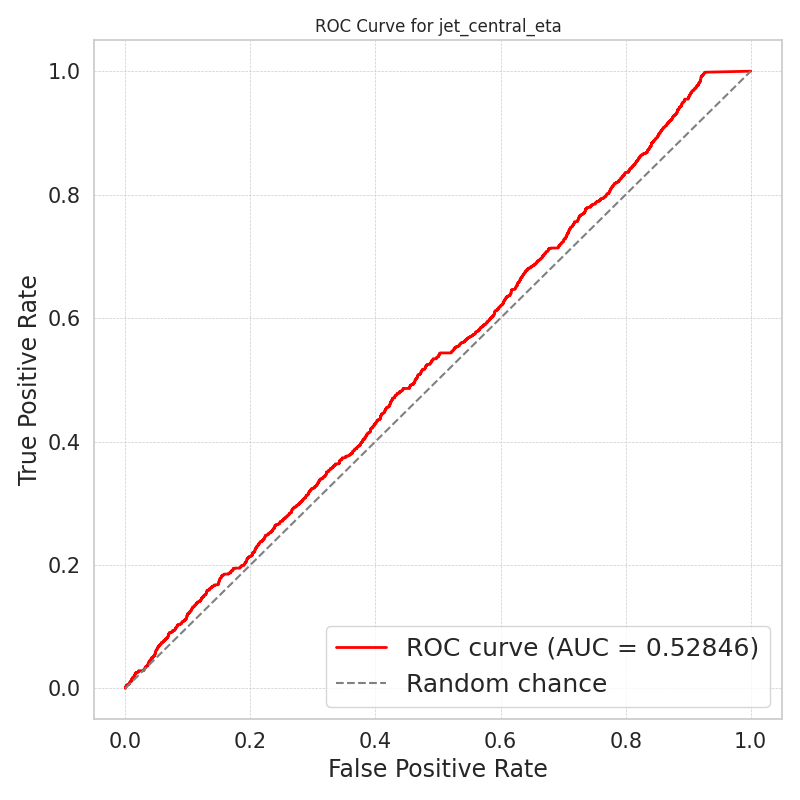 ROC Curve for jet_central_eta
True Positive Rate
1.0
0.8
0.6
0.4
0.2
0.0
ROC curve (AUC = 0.52846)
Random chance
0.0 0.2 0.4 0.6 0.8 1.0
False Positive Rate